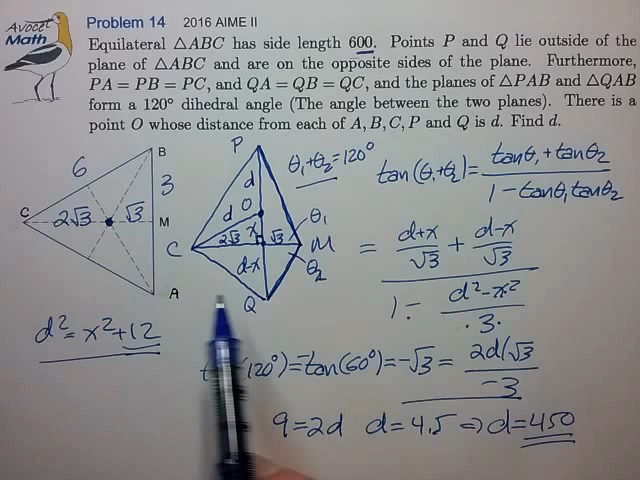 Avocet
Math
Problem 14 2016 AIME II
Equilateral △ABC has side length 600. Points P and Q lie outside of the
plane of △ABC and are on the opposite sides of the plane. Furthermore,
PA = PB = PC, and QA = QB = QC, and the planes of △PAB and △QAB
form a 120° dihedral angle (The angle between the two planes). There is a
point O whose distance from each of A, B, C, P and Q is d. Find d.
B
6
3
C
2√3 √3 M
A
d² = x² + 12
P
d
O
d
x
θ₁
C 2√3 √3 M
θ₂
d-x
Q
θ₁+θ₂=120°
tan(θ₁+θ₂) = (tanθ₁ + tanθ₂) / (1 - tanθ₁tanθ₂)
= ((d+x)/√3 + (d-x)/√3) / (1 - (d²-x²)/3)
(120°) = -tan(60°) = -√3 = (2d/√3) / -3
9 = 2d d = 4.5 ⇒ d = 450